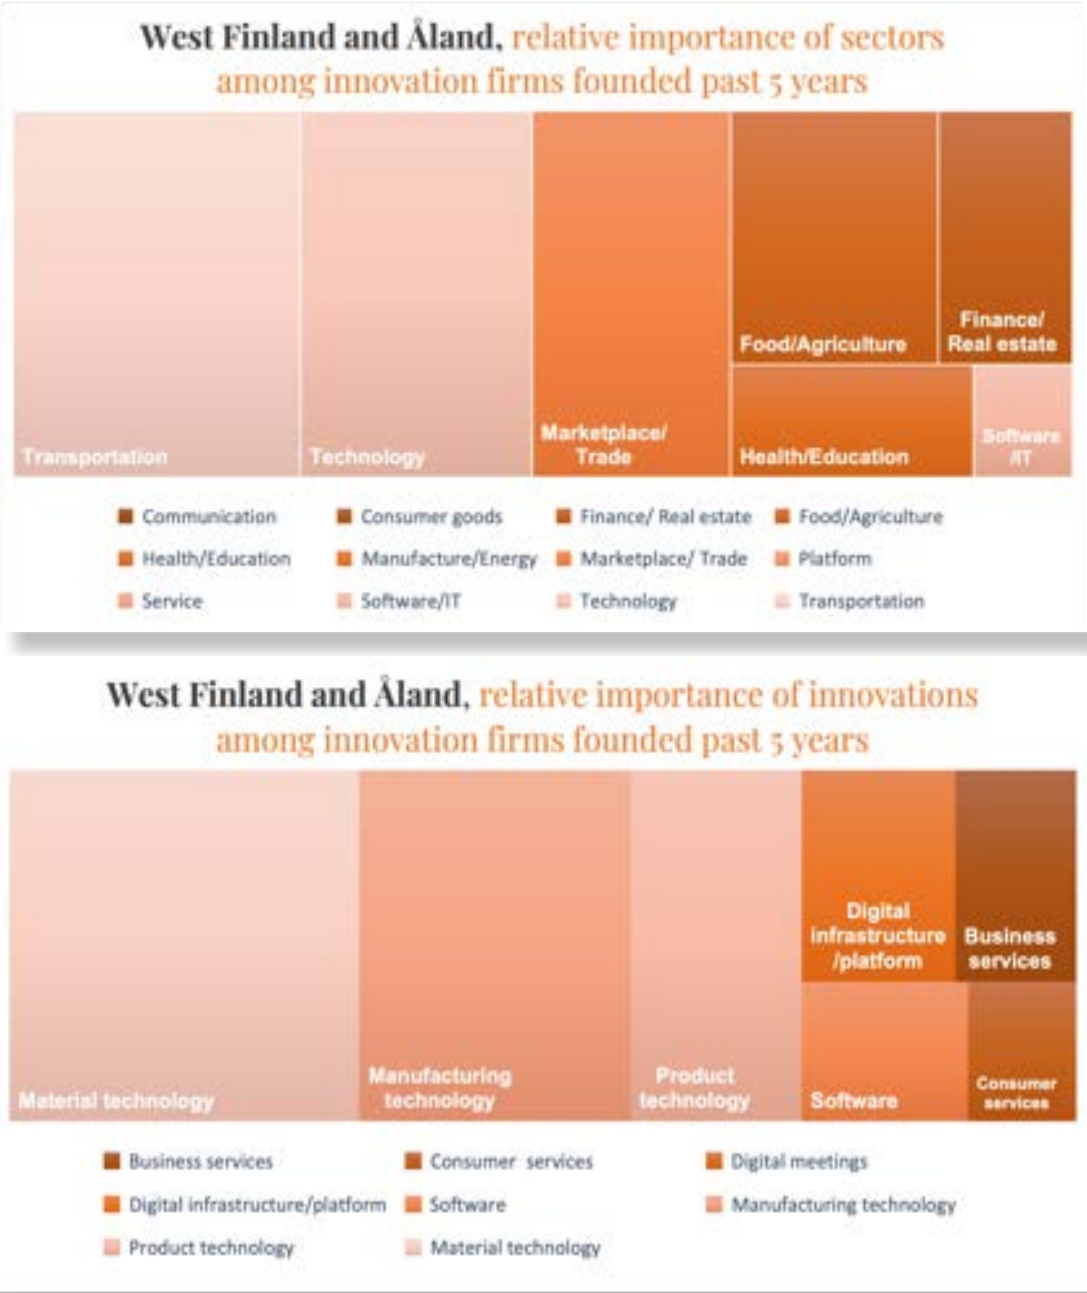 West Finland and Åland, relative importance of sectors
among innovation firms founded past 5 years
Transportation
Technology
Marketplace/
Trade
Food/Agriculture
Finance/
Real estate
Health/Education
Software
/IT
Communication
Consumer goods
Finance/ Real estate
Food/Agriculture
Health/Education
Manufacture/Energy
Marketplace/ Trade
Platform
Service
Software/IT
Technology
Transportation
West Finland and Åland, relative importance of innovations
among innovation firms founded past 5 years
Material technology
Manufacturing
technology
Product
technology
Digital
infrastructure
/platform
Business
services
Software
Consumer
services
Business services
Consumer services
Digital meetings
Digital infrastructure/platform
Software
Manufacturing technology
Product technology
Material technology